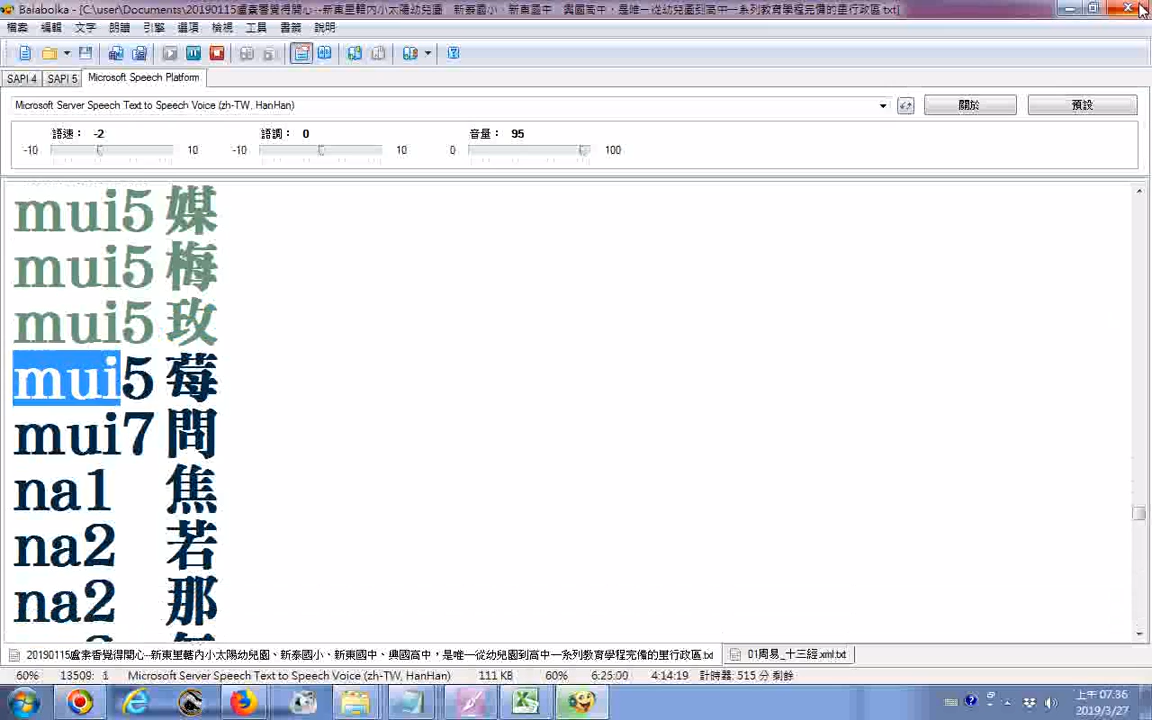 Balabolka - [C:\user\Documents\20190115盧素香覺得開心--新東里轄內小太陽幼兒園、新泰國小、新東國中、興國高中，是唯一從幼兒園到高中一系列教育學程完備的里行政區.txt]
檔案 編輯 文字 朗讀 引擎 選項 檢視 工具 書籤 說明
SAPI 4 SAPI 5 Microsoft Speech Platform
Microsoft Server Speech Text to Speech Voice (zh-TW, HanHan) 關於 預設
語速： -2 語調： 0 音量： 95
-10 10 -10 10 0 100
mui5 媒
mui5 梅
mui5 玫
mui5 莓
mui7 問
na1 焦
na2 若
na2 那
20190115盧素香覺得開心--新東里轄內小太陽幼兒園、新泰國小、新東國中、興國高中，是唯一從幼兒園到高中一系列教育學程完備的里行政區.txt 01周易_十三經.xml.txt
60% 13509: 1 Microsoft Server Speech Text to Speech Voice (zh-TW, HanHan) 111 KB 60% 6:25:00 4:14:19 計時器: 515 分 剩餘
上午 07:36
2019/3/27